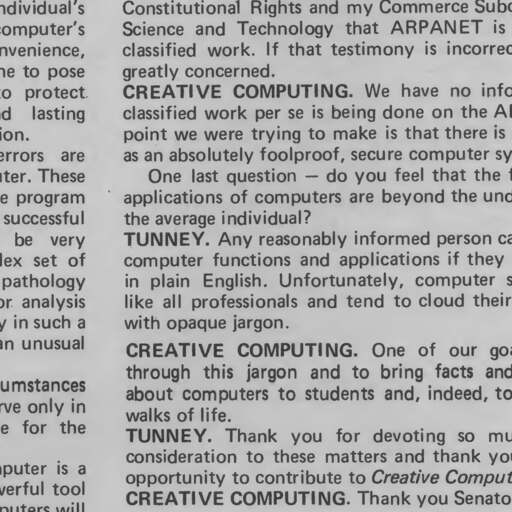 ndividual's
computer's
nvenience,
ne to pose
to protect
nd lasting
ion.
errors are
uter. These
e program
successful
be very
lex set of
pathology
or analysis
y in such a
an unusual
cumstances
rve only in
e for the
nputer is a
werful tool
puters will
Constitutional Rights and my Commerce Subc
Science and Technology that ARPANET is
classified work. If that testimony is incorrec
greatly concerned.
CREATIVE COMPUTING. We have no info
classified work per se is being done on the AR
point we were trying to make is that there is
as an absolutely foolproof, secure computer sy
One last question — do you feel that the f
applications of computers are beyond the und
the average individual?
TUNNEY. Any reasonably informed person ca
computer functions and applications if they
in plain English. Unfortunately, computer s
like all professionals and tend to cloud their
with opaque jargon.
CREATIVE COMPUTING. One of our goa
through this jargon and to bring facts and
about computers to students and, indeed, to
walks of life.
TUNNEY. Thank you for devoting so mu
consideration to these matters and thank you
opportunity to contribute to Creative Comput
CREATIVE COMPUTING. Thank you Senato